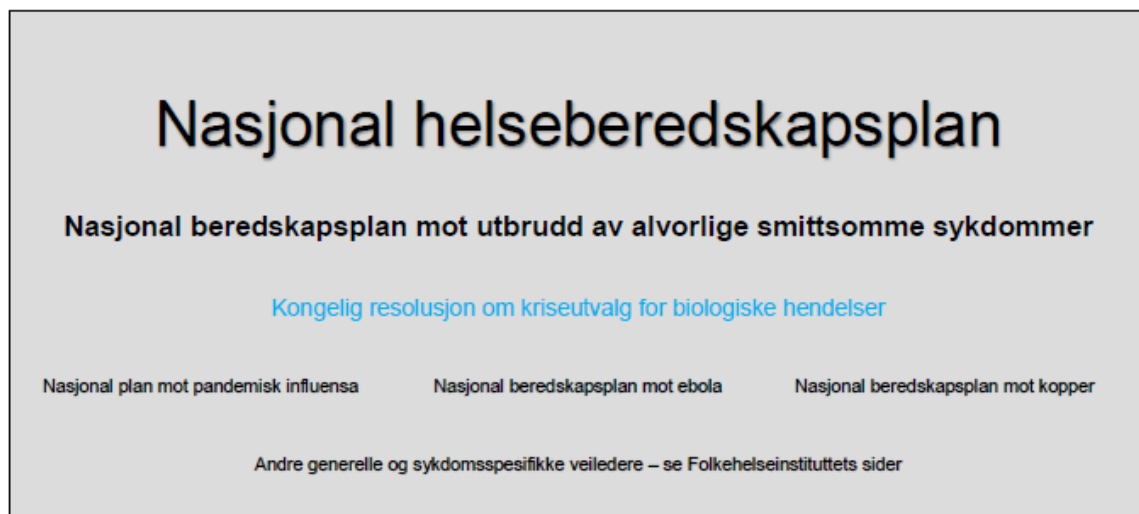 Nasjonal helseberedskapsplan
Nasjonal beredskapsplan mot utbrudd av alvorlige smittsomme sykdommer
Kongelig resolusjon om kriseutvalg for biologiske hendelser
Nasjonal plan mot pandemisk influensa Nasjonal beredskapsplan mot ebola Nasjonal beredskapsplan mot kopper
Andre generelle og sykdomsspesifikke veiledere – se Folkehelseinstituttets sider